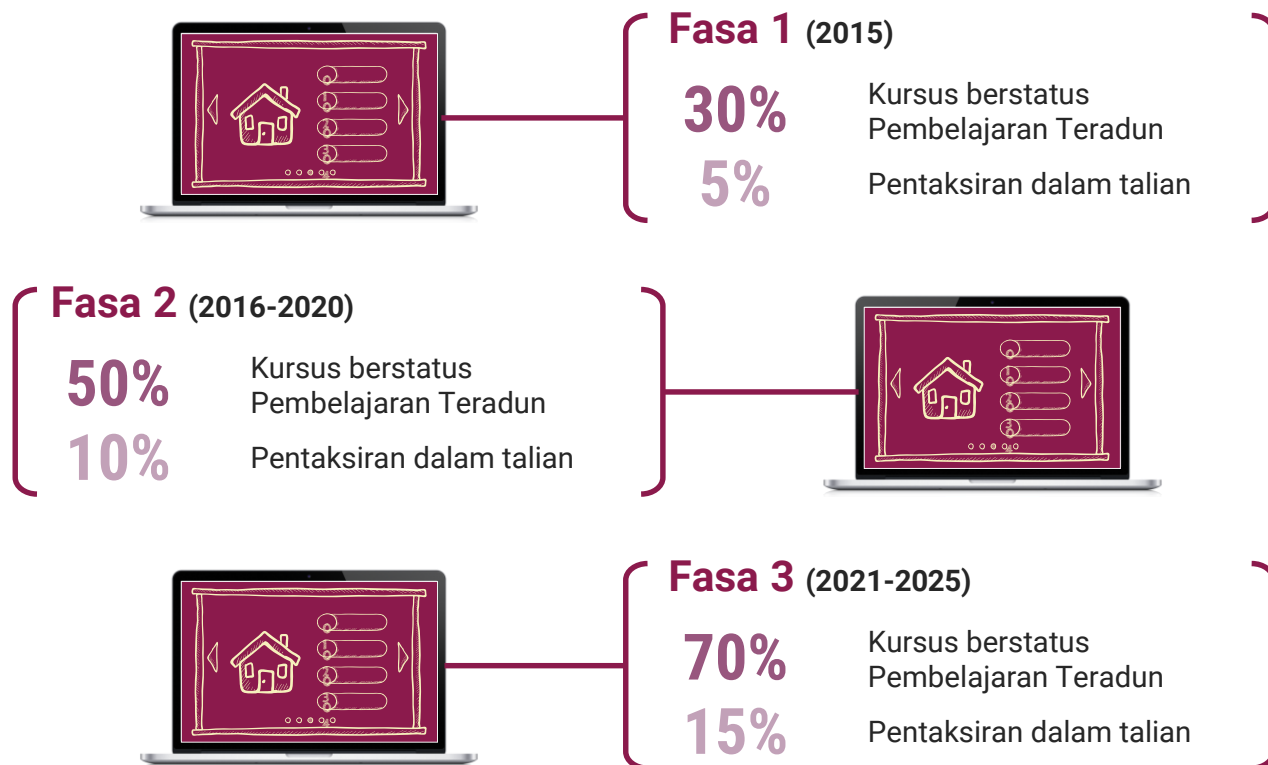 Fasa 1 (2015)
30%
Kursus berstatus
Pembelajaran Teradun
5%
Pentaksiran dalam talian
Fasa 2 (2016-2020)
50%
Kursus berstatus
Pembelajaran Teradun
10%
Pentaksiran dalam talian
Fasa 3 (2021-2025)
70%
Kursus berstatus
Pembelajaran Teradun
15%
Pentaksiran dalam talian